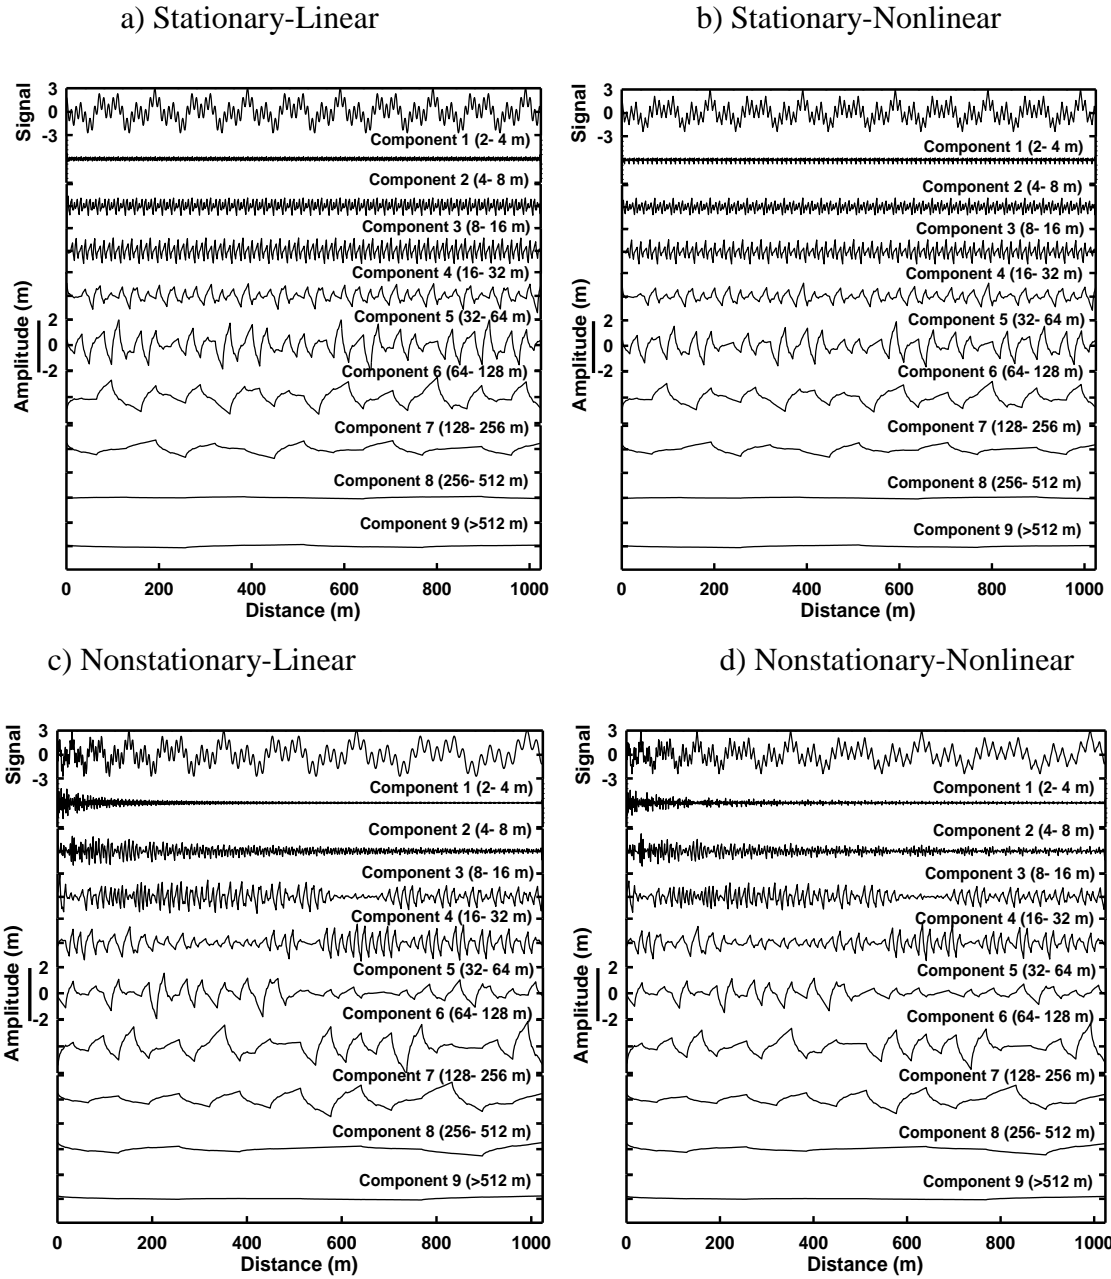 a) Stationary-Linear
b) Stationary-Nonlinear
Signal
3
0
-3
Component 1 (2- 4 m)
Component 2 (4- 8 m)
Component 3 (8- 16 m)
Component 4 (16- 32 m)
Component 5 (32- 64 m)
Component 6 (64- 128 m)
Component 7 (128- 256 m)
Component 8 (256- 512 m)
Component 9 (>512 m)
Amplitude (m)
2
0
-2
0 200 400 600 800 1000
Distance (m)
Signal
3
0
-3
Component 1 (2- 4 m)
Component 2 (4- 8 m)
Component 3 (8- 16 m)
Component 4 (16- 32 m)
Component 5 (32- 64 m)
Component 6 (64- 128 m)
Component 7 (128- 256 m)
Component 8 (256- 512 m)
Component 9 (>512 m)
Amplitude (m)
2
0
-2
0 200 400 600 800 1000
Distance (m)
c) Nonstationary-Linear
d) Nonstationary-Nonlinear
Signal
3
0
-3
Component 1 (2- 4 m)
Component 2 (4- 8 m)
Component 3 (8- 16 m)
Component 4 (16- 32 m)
Component 5 (32- 64 m)
Component 6 (64- 128 m)
Component 7 (128- 256 m)
Component 8 (256- 512 m)
Component 9 (>512 m)
Amplitude (m)
2
0
-2
0 200 400 600 800 1000
Distance (m)
Signal
3
0
-3
Component 1 (2- 4 m)
Component 2 (4- 8 m)
Component 3 (8- 16 m)
Component 4 (16- 32 m)
Component 5 (32- 64 m)
Component 6 (64- 128 m)
Component 7 (128- 256 m)
Component 8 (256- 512 m)
Component 9 (>512 m)
Amplitude (m)
2
0
-2
0 200 400 600 800 1000
Distance (m)